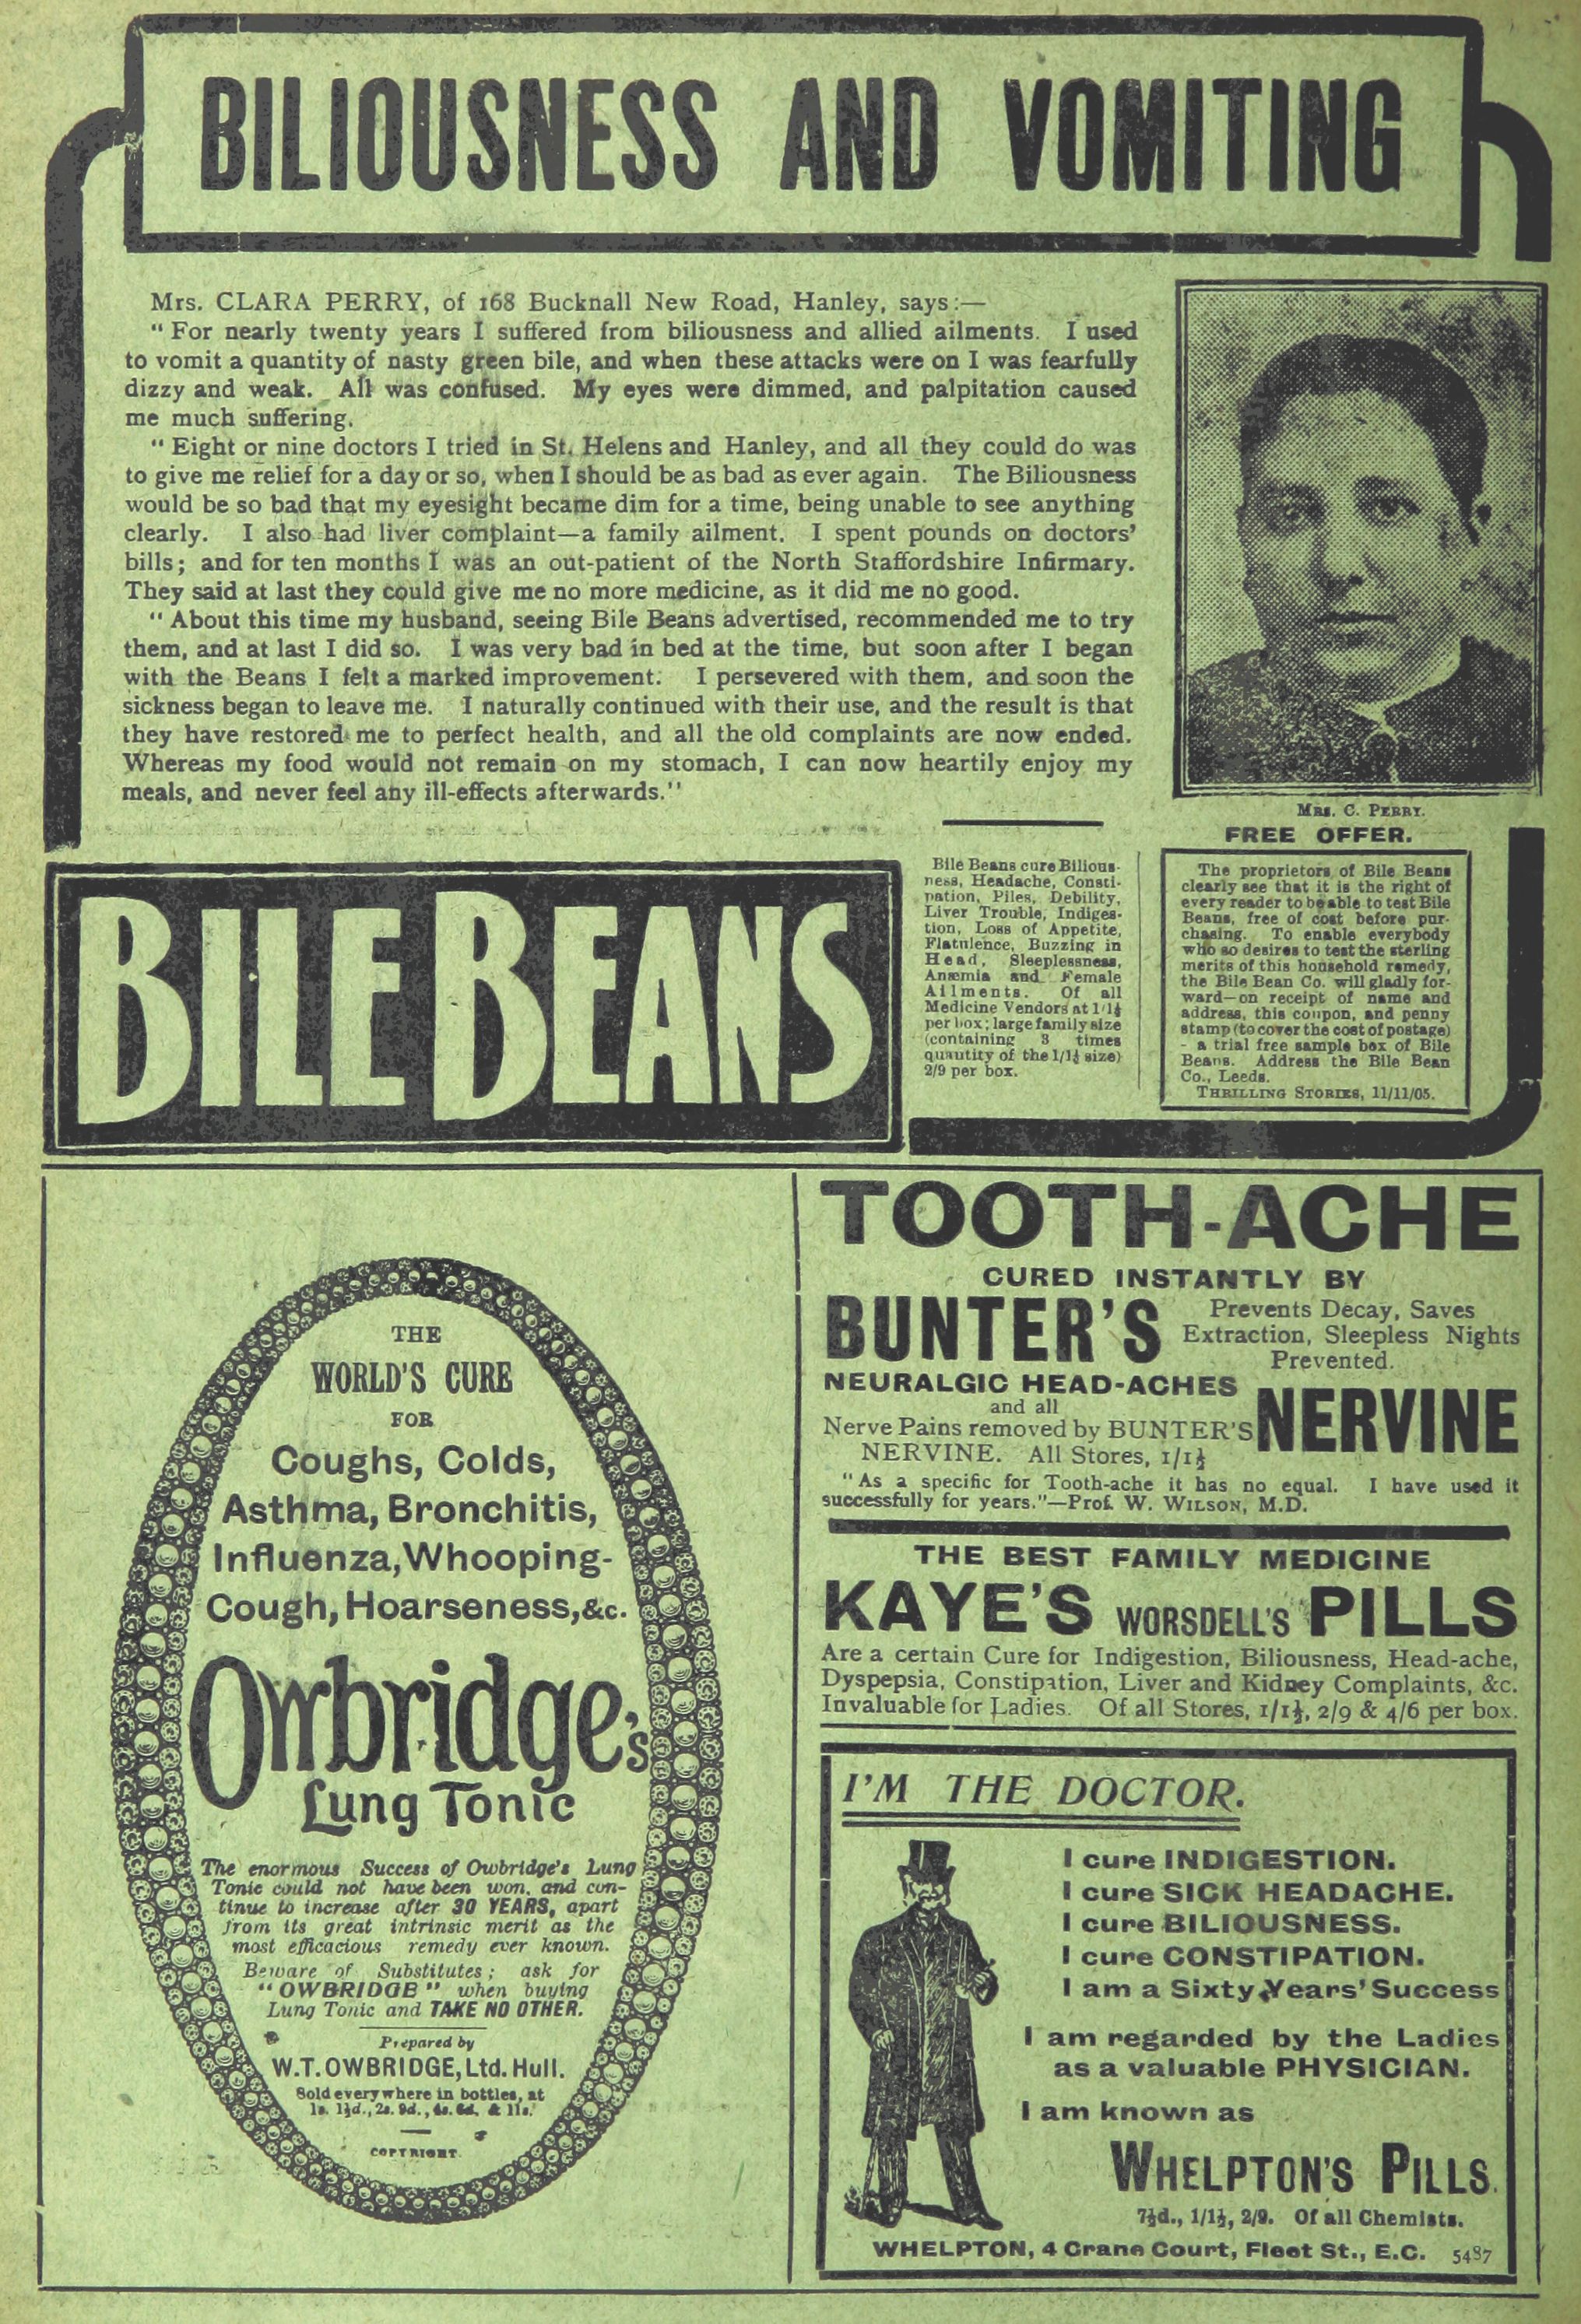 BILIOUSNESS AND VOMITING
Mrs. CLARA PERRY, of 168 Bucknall New Road, Hanley, says:—
"For nearly twenty years I suffered from biliousness and allied ailments. I used
to vomit a quantity of nasty green bile, and when these attacks were on I was fearfully
dizzy and weak. All was confused. My eyes were dimmed, and palpitation caused
me much suffering.
"Eight or nine doctors I tried in St. Helens and Hanley, and all they could do was
to give me relief for a day or so, when I should be as bad as ever again. The Biliousness
would be so bad that my eyesight became dim for a time, being unable to see anything
clearly. I also had liver complaint—a family ailment. I spent pounds on doctors'
bills; and for ten months I was an out-patient of the North Staffordshire Infirmary.
They said at last they could give me no more medicine, as it did me no good.
"About this time my husband, seeing Bile Beans advertised, recommended me to try
them, and at last I did so. I was very bad in bed at the time, but soon after I began
with the Beans I felt a marked improvement. I persevered with them, and soon the
sickness began to leave me. I naturally continued with their use, and the result is that
they have restored me to perfect health, and all the old complaints are now ended.
Whereas my food would not remain on my stomach, I can now heartily enjoy my
meals, and never feel any ill-effects afterwards."
MRS. C. PERRY.
BILE BEANS
Bile Beans cure Bilious-
ness, Headache, Consti-
pation, Piles, Debility,
Liver Trouble, Indiges-
tion, Loss of Appetite,
Flatulence, Buzzing in
Head, Sleeplessness,
Anæmia and Female
Ailments. Of all
Medicine Vendors at 1/1½
per box; large family size
(containing 3 times
quantity of the 1/1½ size)
2/9 per box.
FREE OFFER.
The proprietors of Bile Beans
clearly see that it is the right of
every reader to be able to test Bile
Beans, free of cost before pur-
chasing. To enable everybody
who so desires to test the sterling
merits of this household remedy,
the Bile Bean Co. will gladly for-
ward—on receipt of name and
address, this coupon, and penny
stamp (to cover the cost of postage)
- a trial free sample box of Bile
Beans. Address the Bile Bean
Co., Leeds.
THRILLING STORIES, 11/11/05.
THE
WORLD'S CURE
FOR
Coughs, Colds,
Asthma, Bronchitis,
Influenza, Whooping-
Cough, Hoarseness, &c.
Owbridge's
Lung Tonic
The enormous Success of Owbridge's Lung
Tonic could not have been won, and con-
tinue to increase after 30 YEARS, apart
from its great intrinsic merit as the
most efficacious remedy ever known.
Beware of Substitutes; ask for
"OWBRIDGE" when buying
Lung Tonic and TAKE NO OTHER.
Prepared by
W.T. OWBRIDGE, Ltd. Hull.
Sold everywhere in bottles, at
1s. 1½d., 2s. 9d., 4s. 6d. & 11s.
COPYRIGHT.
TOOTH-ACHE
CURED INSTANTLY BY
BUNTER'S
Prevents Decay, Saves
Extraction, Sleepless Nights
Prevented.
NEURALGIC HEAD-ACHES
and all
Nerve Pains removed by BUNTER'S
NERVINE. All Stores, 1/1½
NERVINE
"As a specific for Tooth-ache it has no equal. I have used it
successfully for years."—Prof. W. WILSON, M.D.
THE BEST FAMILY MEDICINE
KAYE'S WORSDELL'S PILLS
Are a certain Cure for Indigestion, Biliousness, Head-ache,
Dyspepsia, Constipation, Liver and Kidney Complaints, &c.
Invaluable for Ladies. Of all Stores, 1/1½, 2/9 & 4/6 per box.
I'M THE DOCTOR.
I cure INDIGESTION.
I cure SICK HEADACHE.
I cure BILIOUSNESS.
I cure CONSTIPATION.
I am a Sixty Years' Success
I am regarded by the Ladies
as a valuable PHYSICIAN.
I am known as
WHELPTON'S PILLS.
7½d., 1/1½, 2/9. Of all Chemists.
WHELPTON, 4 Crane Court, Fleet St., E.C. 5487